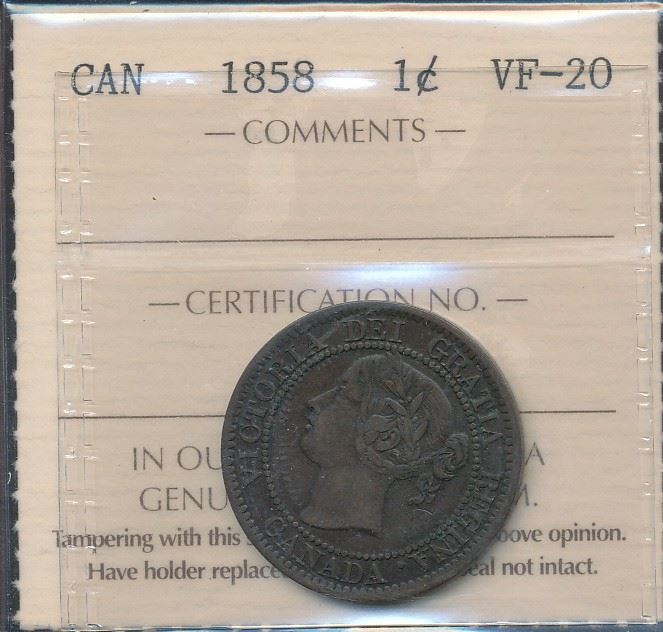 CAN 1858 1¢ VF-20
— COMMENTS —
— CERTIFICATION NO. —
VICTORIA DEI GRATIA REGINA
CANADA
IN OU A
GENU M.
Tampering with this ove opinion.
Have holder replace eal not intact.